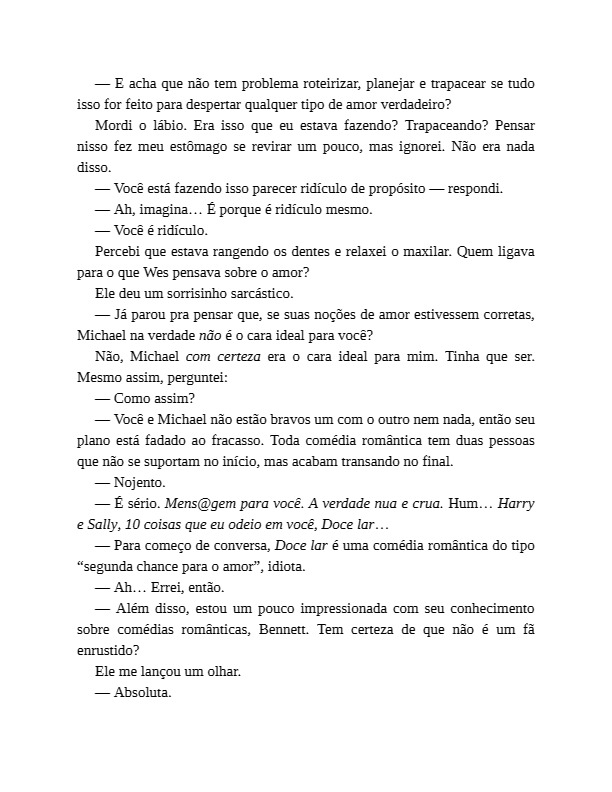 — E acha que não tem problema roteirizar, planejar e trapacear se tudo
isso for feito para despertar qualquer tipo de amor verdadeiro?
Mordi o lábio. Era isso que eu estava fazendo? Trapaceando? Pensar
nisso fez meu estômago se revirar um pouco, mas ignorei. Não era nada
disso.
— Você está fazendo isso parecer ridículo de propósito — respondi.
— Ah, imagina… É porque é ridículo mesmo.
— Você é ridículo.
Percebi que estava rangendo os dentes e relaxei o maxilar. Quem ligava
para o que Wes pensava sobre o amor?
Ele deu um sorrisinho sarcástico.
— Já parou pra pensar que, se suas noções de amor estivessem corretas,
Michael na verdade não é o cara ideal para você?
Não, Michael com certeza era o cara ideal para mim. Tinha que ser.
Mesmo assim, perguntei:
— Como assim?
— Você e Michael não estão bravos um com o outro nem nada, então seu
plano está fadado ao fracasso. Toda comédia romântica tem duas pessoas
que não se suportam no início, mas acabam transando no final.
— Nojento.
— É sério. Mens@gem para você. A verdade nua e crua. Hum… Harry
e Sally, 10 coisas que eu odeio em você, Doce lar…
— Para começo de conversa, Doce lar é uma comédia romântica do tipo
“segunda chance para o amor”, idiota.
— Ah… Errei, então.
— Além disso, estou um pouco impressionada com seu conhecimento
sobre comédias românticas, Bennett. Tem certeza de que não é um fã
enrustido?
Ele me lançou um olhar.
— Absoluta.